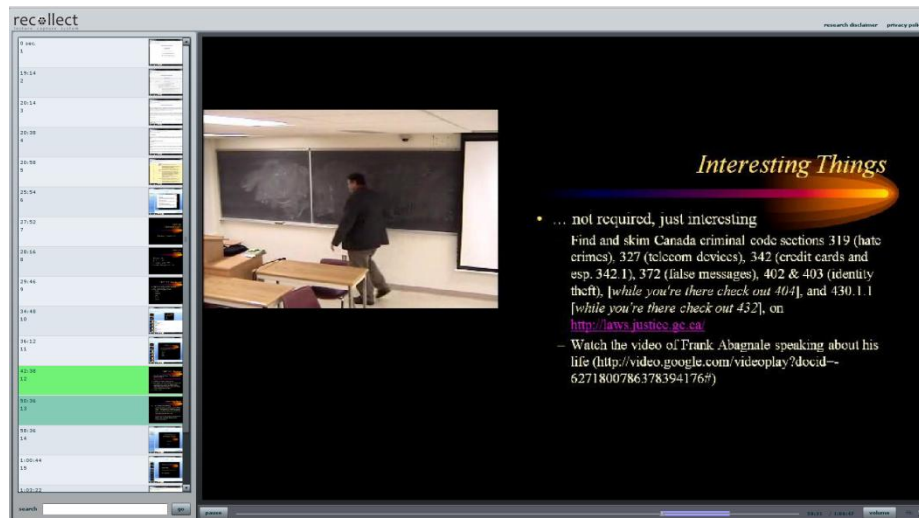 recollect
lecture capture system
research disclaimer privacy poli
0 sec.
1
19:14
2
20:14
3
20:38
4
20:58
5
25:54
6
27:52
7
8
29:46
9
34:48
10
36:12
11
42:38
12
50:36
13
58:36
14
1:00:44
15
search
go
pause
volume
Interesting Things
• … not required, just interesting
Find and skim Canada criminal code sections 319 (hate
crimes), 327 (telecom devices), 342 (credit cards and
esp. 342.1), 372 (false messages), 402 & 403 (identity
theft), [while you're there check out 404], and 430.1.1
[while you're there check out 432], on
http://laws.justice.gc.ca/
– Watch the video of Frank Abagnale speaking about his
life (http://video.google.com/videoplay?docid=-
6271800786378394176#)